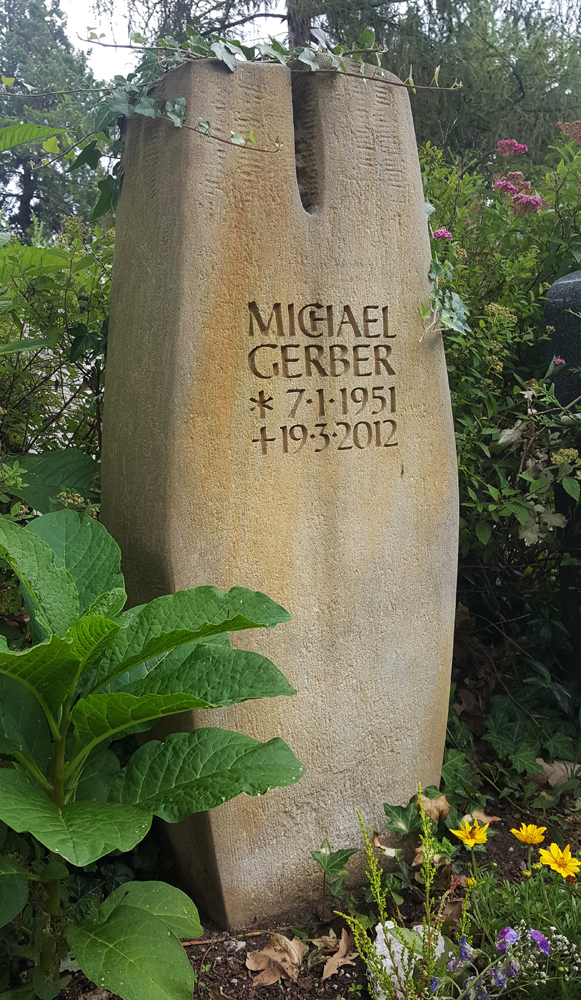 MICHAEL
GERBER
* 7·1·1951
+ 19·3·2012